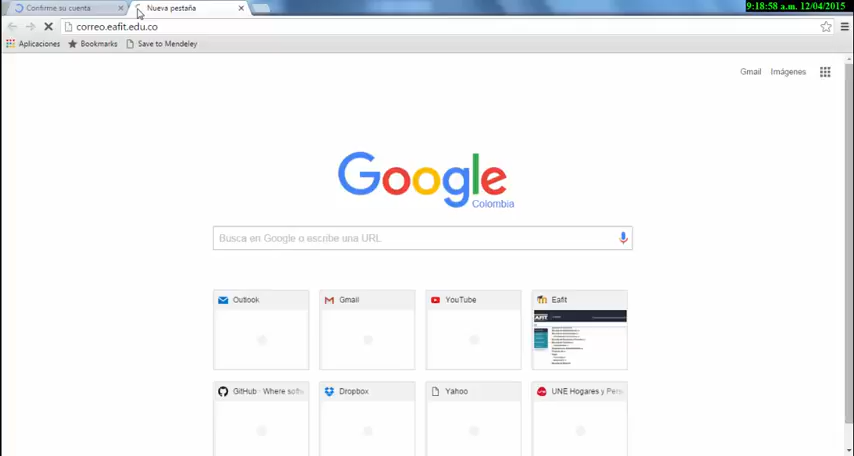 Confirme su cuenta
Nueva pestaña
9:18:58 a.m. 12/04/2015
correo.eafit.edu.co
Aplicaciones Bookmarks Save to Mendeley
Gmail Imágenes
Google
Colombia
Busca en Google o escribe una URL
Outlook Gmail YouTube Eafit
GitHub · Where softw Dropbox Yahoo UNE Hogares y Pers